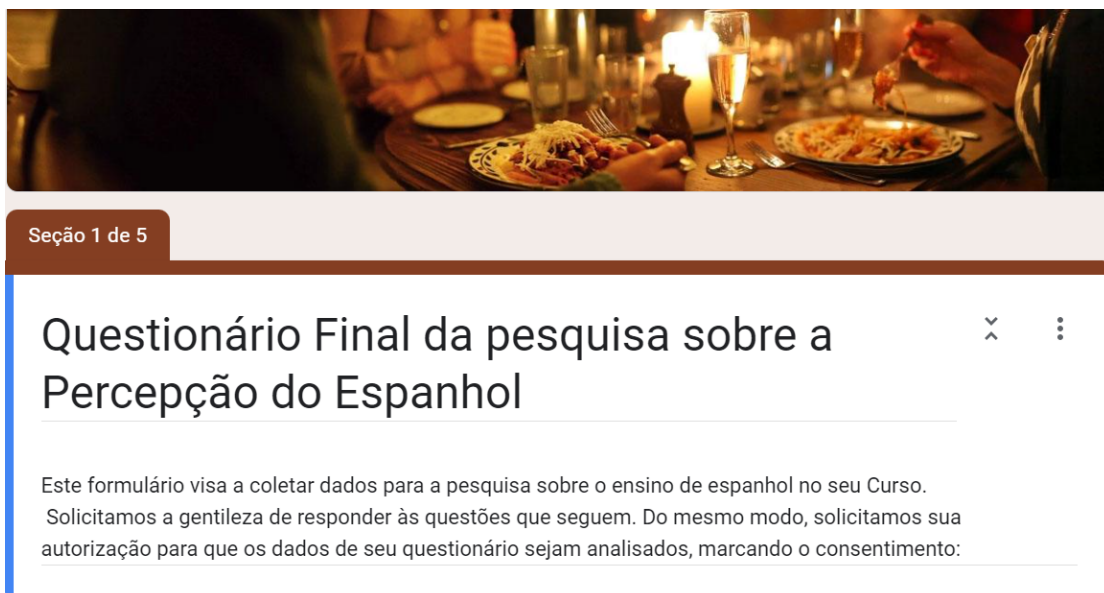 Seção 1 de 5
Questionário Final da pesquisa sobre a
Percepção do Espanhol
Este formulário visa a coletar dados para a pesquisa sobre o ensino de espanhol no seu Curso.
Solicitamos a gentileza de responder às questões que seguem. Do mesmo modo, solicitamos sua
autorização para que os dados de seu questionário sejam analisados, marcando o consentimento: